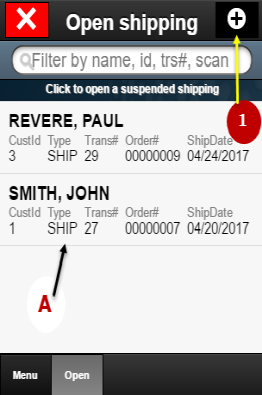 Open shipping
Filter by name, id, trs#, scan
Click to open a suspended shipping
1
REVERE, PAUL
CustId Type Trans# Order# ShipDate
3 SHIP 29 00000009 04/24/2017
SMITH, JOHN
CustId Type Trans# Order# ShipDate
1 SHIP 27 00000007 04/20/2017
A
Menu Open